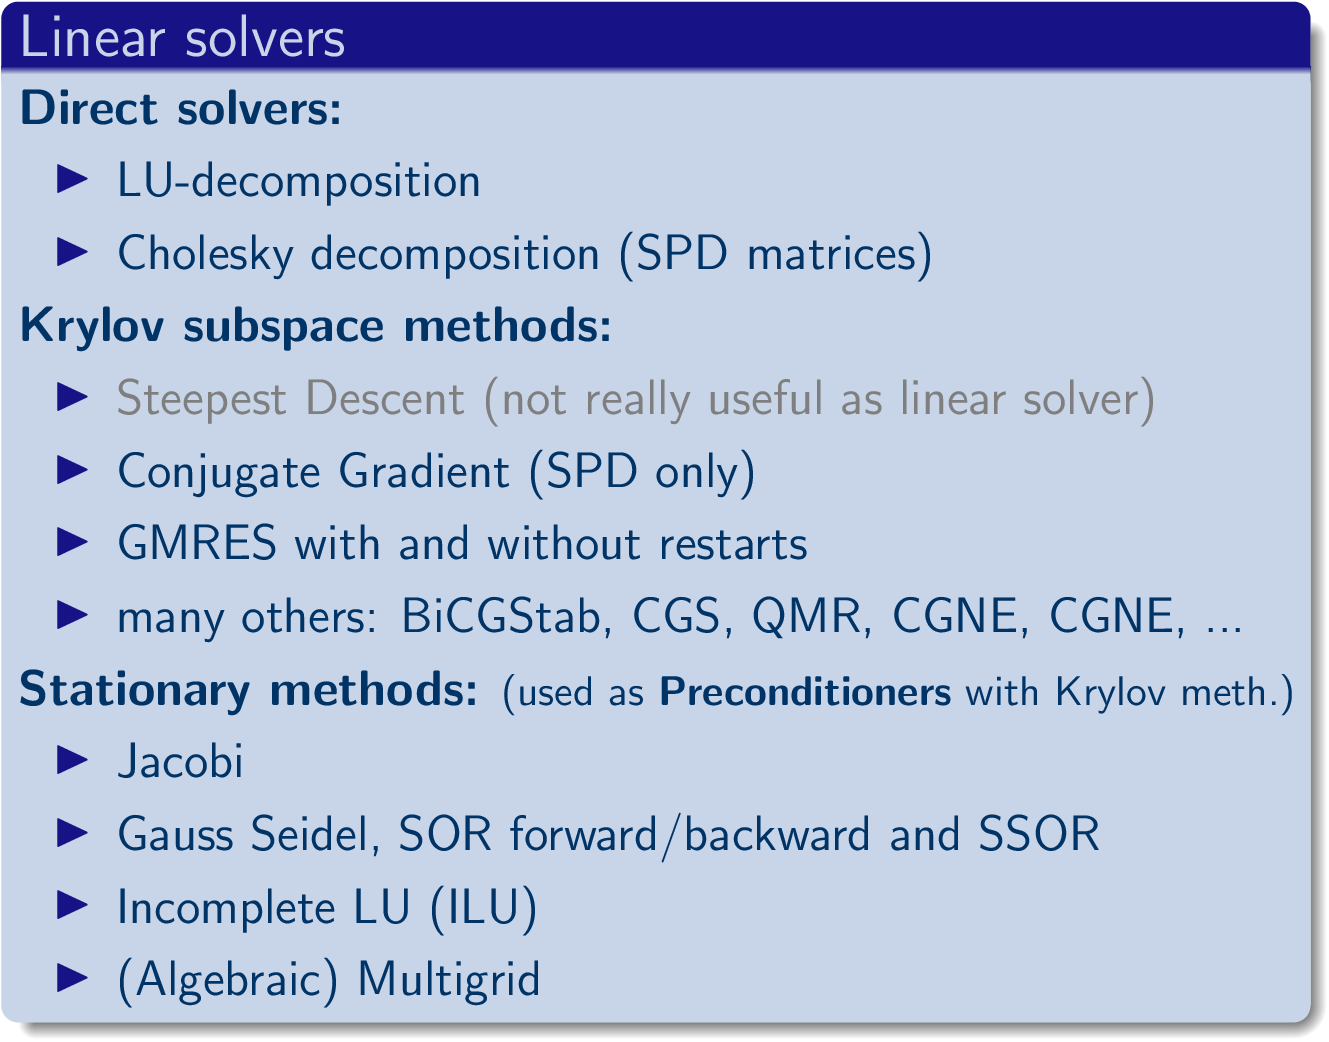 Linear solvers
Direct solvers:
LU-decomposition
Cholesky decomposition (SPD matrices)
Krylov subspace methods:
Steepest Descent (not really useful as linear solver)
Conjugate Gradient (SPD only)
GMRES with and without restarts
many others: BiCGStab, CGS, QMR, CGNE, CGNE, ...
Stationary methods: (used as Preconditioners with Krylov meth.)
Jacobi
Gauss Seidel, SOR forward/backward and SSOR
Incomplete LU (ILU)
(Algebraic) Multigrid